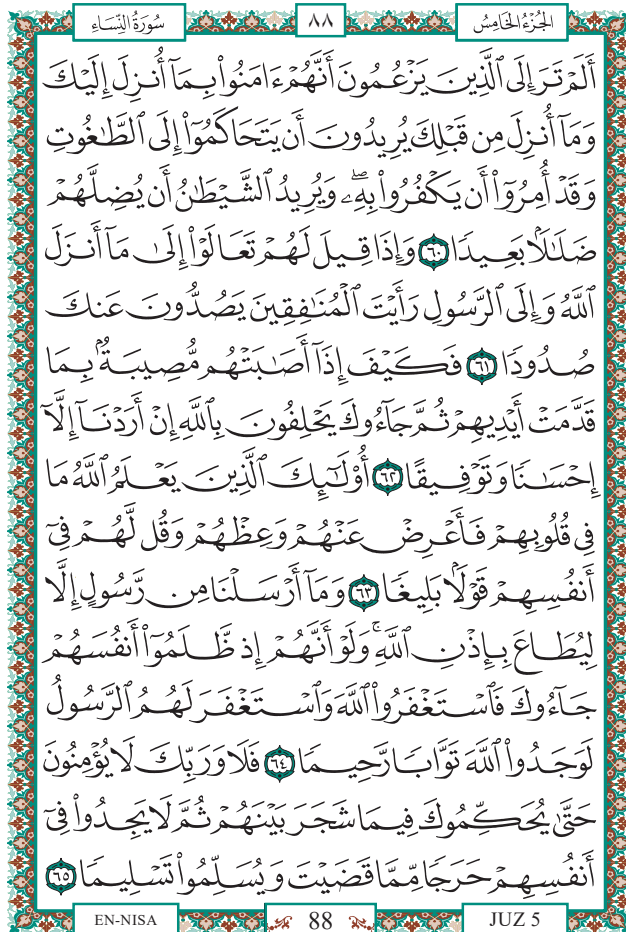 سُورَةُ النِّسَاءِ ٨٨ الجُزْءُ الخَامِسُ
أَلَمْ تَرَ إِلَى ٱلَّذِينَ يَزْعُمُونَ أَنَّهُمْ ءَامَنُوا۟ بِمَآ أُنزِلَ إِلَيْكَ
وَمَآ أُنزِلَ مِن قَبْلِكَ يُرِيدُونَ أَن يَتَحَاكَمُوٓا۟ إِلَى ٱلطَّٰغُوتِ
وَقَدْ أُمِرُوٓا۟ أَن يَكْفُرُوا۟ بِهِۦۖ وَيُرِيدُ ٱلشَّيْطَٰنُ أَن يُضِلَّهُمْ
ضَلَٰلًۢا بَعِيدًا ٦٠ وَإِذَا قِيلَ لَهُمْ تَعَالَوْا۟ إِلَىٰ مَآ أَنزَلَ
ٱللَّهُ وَإِلَى ٱلرَّسُولِ رَأَيْتَ ٱلْمُنَٰفِقِينَ يَصُدُّونَ عَنكَ
صُدُودًا ٦١ فَكَيْفَ إِذَآ أَصَٰبَتْهُم مُّصِيبَةٌۢ بِمَا
قَدَّمَتْ أَيْدِيهِمْ ثُمَّ جَآءُوكَ يَحْلِفُونَ بِٱللَّهِ إِنْ أَرَدْنَآ إِلَّآ
إِحْسَٰنًا وَتَوْفِيقًا ٦٢ أُو۟لَٰٓئِكَ ٱلَّذِينَ يَعْلَمُ ٱللَّهُ مَا
فِى قُلُوبِهِمْ فَأَعْرِضْ عَنْهُمْ وَعِظْهُمْ وَقُل لَّهُمْ فِىٓ
أَنفُسِهِمْ قَوْلًۢا بَلِيغًا ٦٣ وَمَآ أَرْسَلْنَا مِن رَّسُولٍ إِلَّا
لِيُطَاعَ بِإِذْنِ ٱللَّهِۚ وَلَوْ أَنَّهُمْ إِذ ظَّلَمُوٓا۟ أَنفُسَهُمْ
جَآءُوكَ فَٱسْتَغْفَرُوا۟ ٱللَّهَ وَٱسْتَغْفَرَ لَهُمُ ٱلرَّسُولُ
لَوَجَدُوا۟ ٱللَّهَ تَوَّابًا رَّحِيمًا ٦٤ فَلَا وَرَبِّكَ لَا يُؤْمِنُونَ
حَتَّىٰ يُحَكِّمُوكَ فِيمَا شَجَرَ بَيْنَهُمْ ثُمَّ لَا يَجِدُوا۟ فِىٓ
أَنفُسِهِمْ حَرَجًا مِّمَّا قَضَيْتَ وَيُسَلِّمُوا۟ تَسْلِيمًا ٦٥
EN-NISA 88 JUZ 5